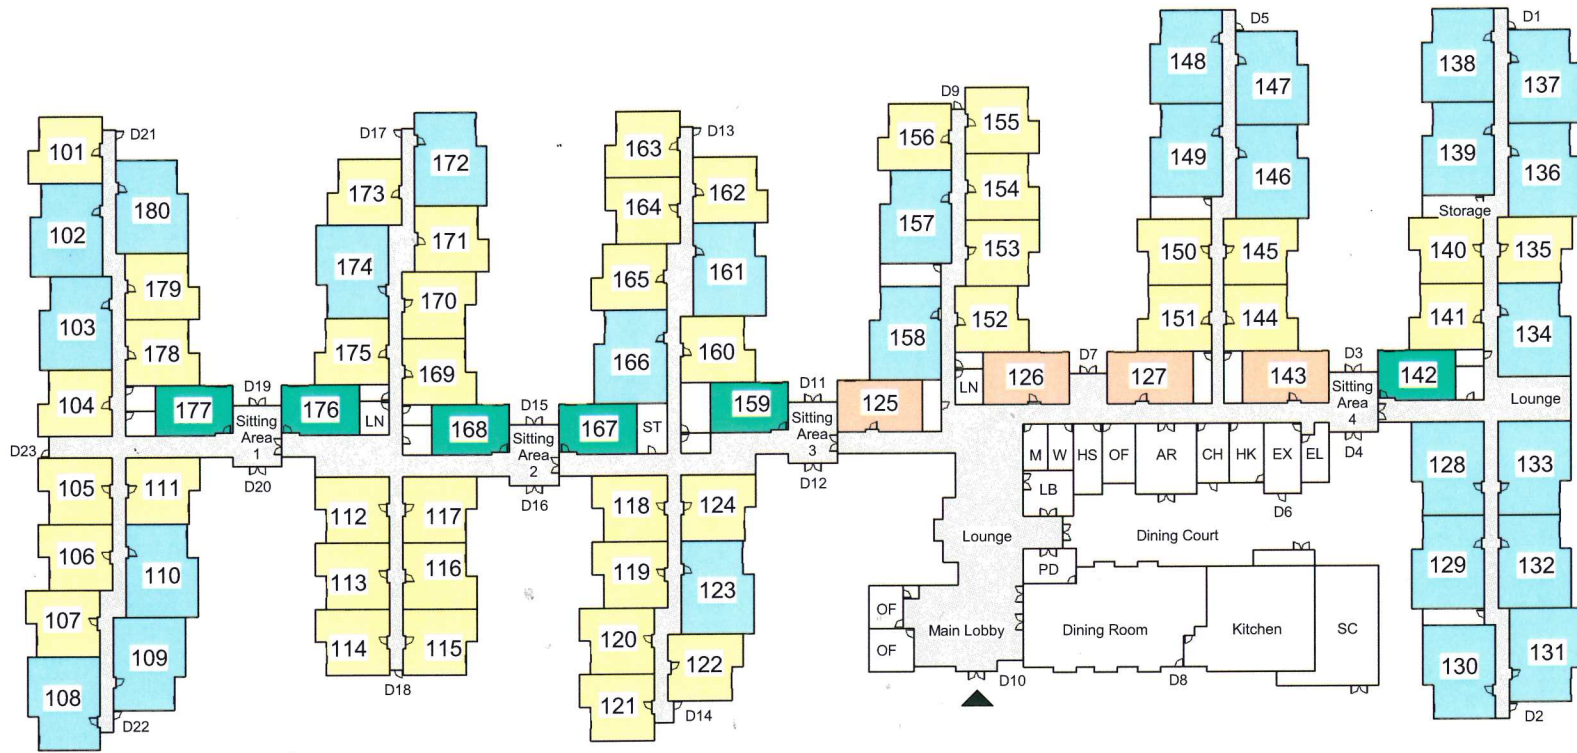 D5
D1
148
138
147
137
D9
155
156
D21
D17
D13
101
172
163
149
139
146
136
173
162
154
180
164
102
157
Storage
174
171
161
153
150
145
140
135
179
165
170
103
152
151
144
141
134
178
175
166
160
158
169
D19
D11
D7
D3
LN
126
127
143
Sitting
Area
4
142
Lounge
104
177
Sitting
Area
1
176
LN
D15
168
Sitting
Area
2
167
ST
159
Sitting
Area
3
125
D23
D20
D16
D12
D4
M
W
HS
OF
AR
CH
HK
EX
EL
LB
128
133
105
111
112
117
118
124
D6
Lounge
Dining Court
106
110
113
116
119
123
PD
129
132
107
OF
109
114
115
120
122
Main Lobby
Dining Room
Kitchen
SC
OF
131
130
D18
D10
D8
108
121
D14
D22
D2